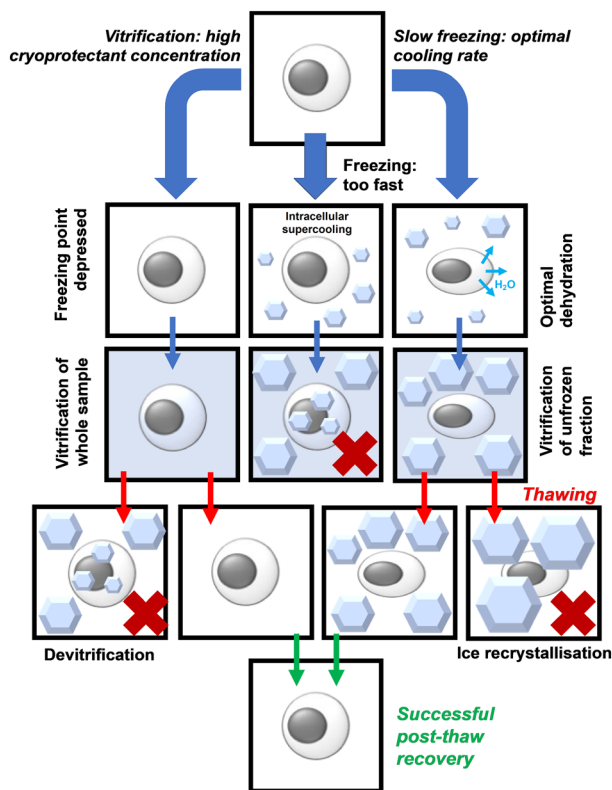 Vitrification: high
cryoprotectant concentration
Slow freezing: optimal
cooling rate
Freezing:
too fast
Freezing point
depressed
Intracellular
supercooling
H₂O
Optimal
dehydration
Vitrification of
whole sample
Vitrification
of unfrozen
fraction
Thawing
Devitrification
Ice recrystallisation
Successful
post-thaw
recovery